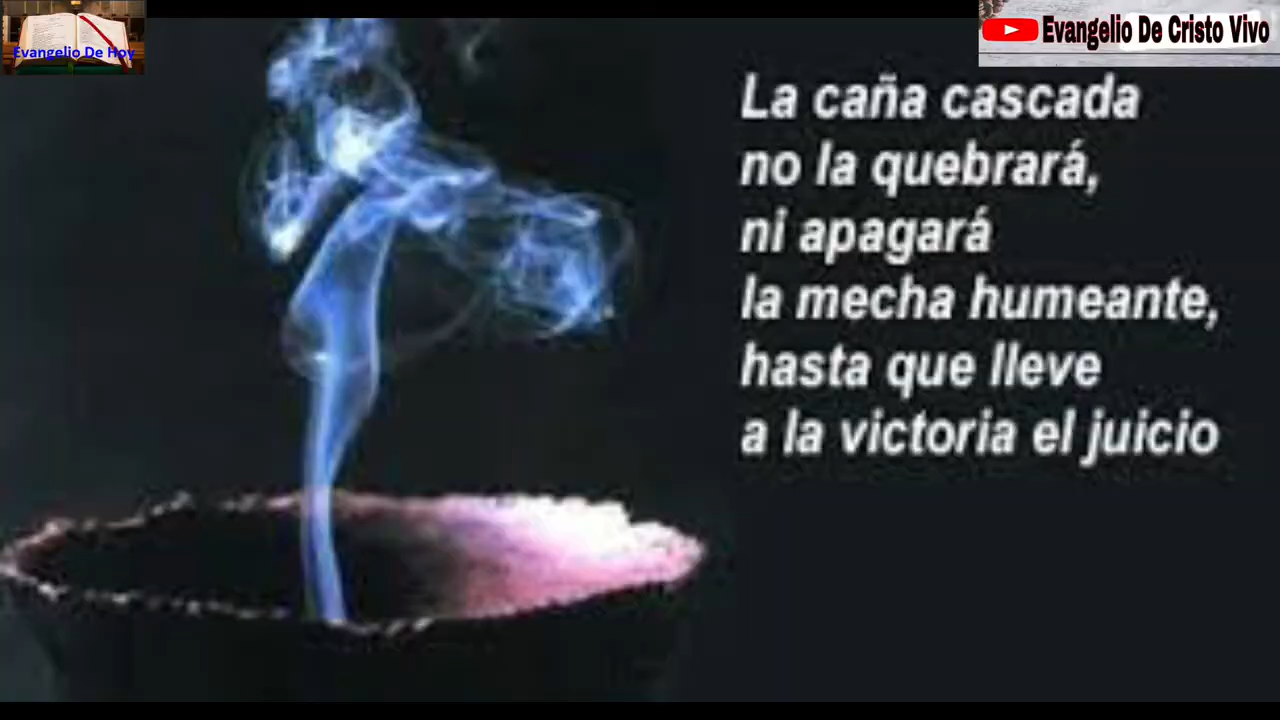 Evangelio De Hoy
Evangelio De Cristo Vivo
La caña cascada
no la quebrará,
ni apagará
la mecha humeante,
hasta que lleve
a la victoria el juicio